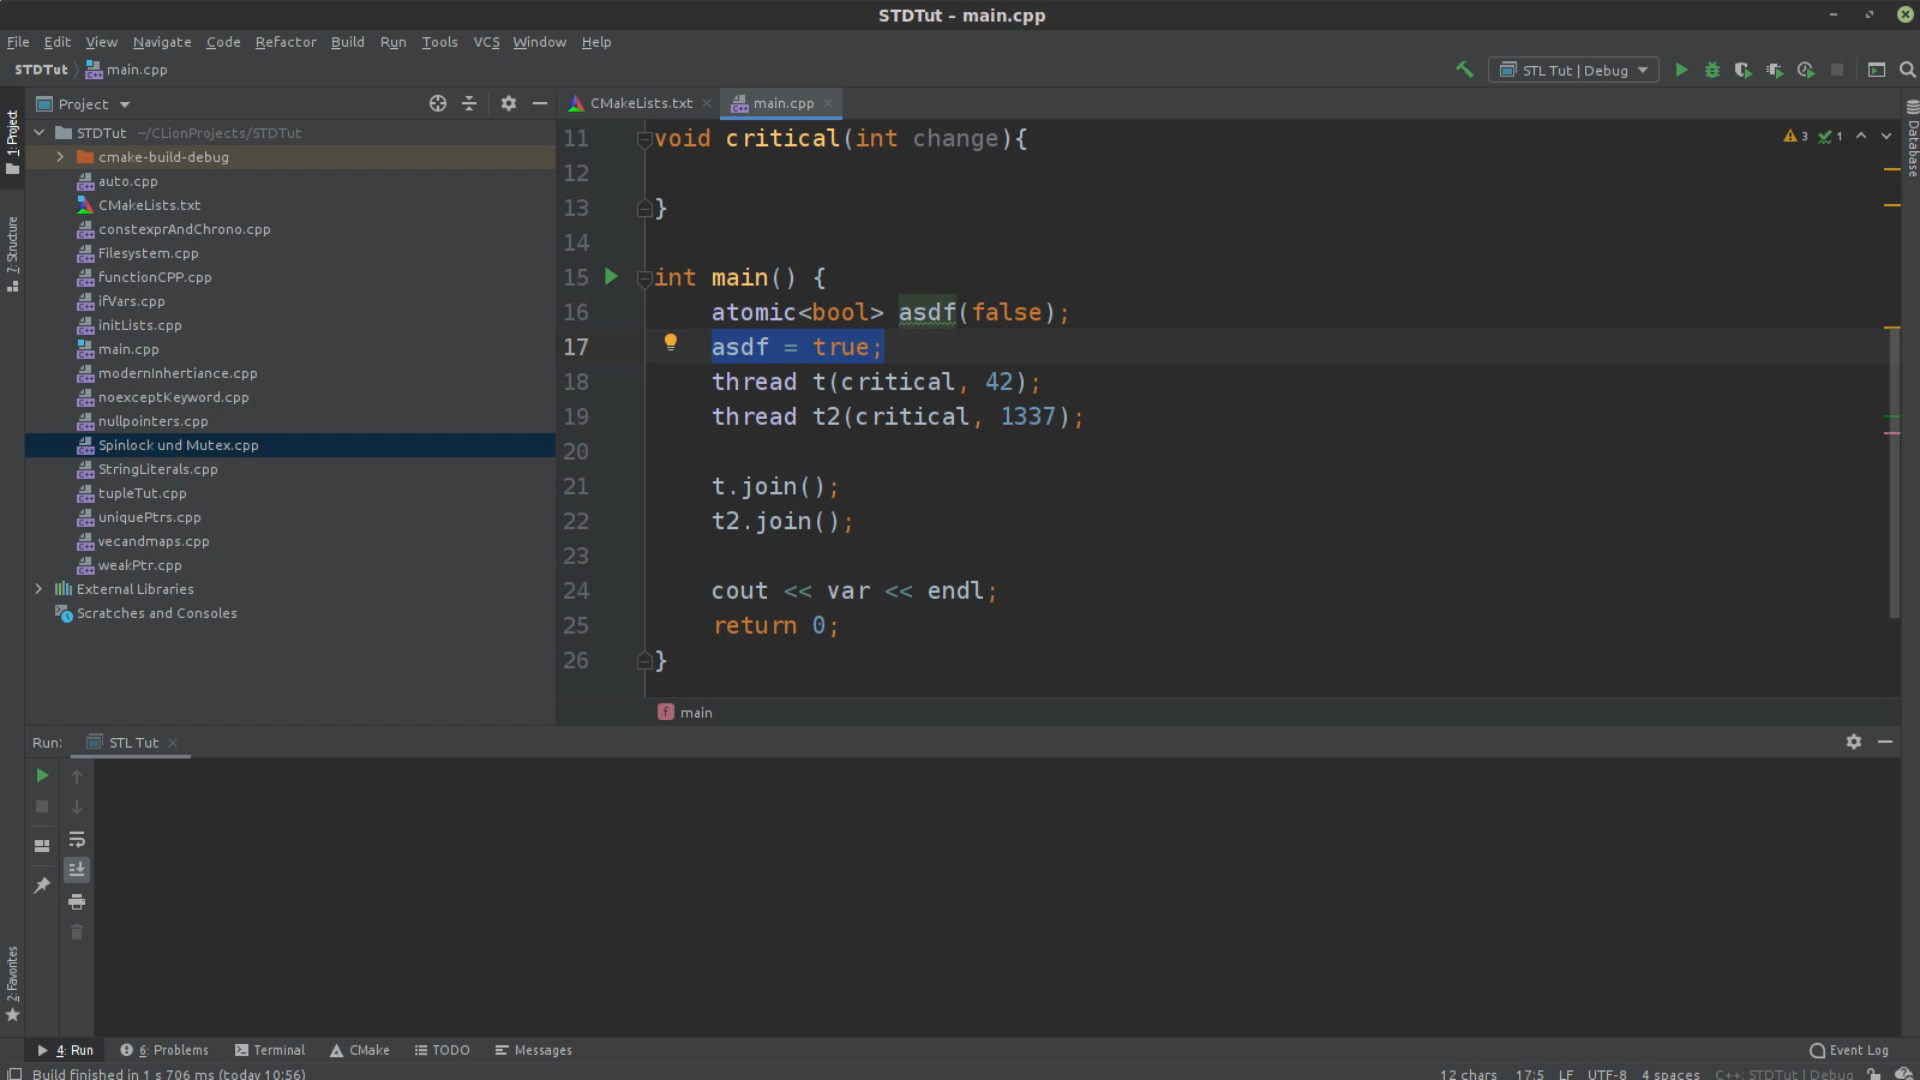 STDTut – main.cpp
File Edit View Navigate Code Refactor Build Run Tools VCS Window Help
STDTut main.cpp
STL Tut | Debug
1: Project
7: Structure
2: Favorites
Project
STDTut ~/CLionProjects/STDTut
cmake-build-debug
auto.cpp
CMakeLists.txt
constexprAndChrono.cpp
Filesystem.cpp
functionCPP.cpp
ifVars.cpp
initLists.cpp
main.cpp
modernInhertiance.cpp
noexceptKeyword.cpp
nullpointers.cpp
Spinlock und Mutex.cpp
StringLiterals.cpp
tupleTut.cpp
uniquePtrs.cpp
vecandmaps.cpp
weakPtr.cpp
External Libraries
Scratches and Consoles
CMakeLists.txt main.cpp
3 1
Database
11 void critical(int change){
12
13 }
14
15 int main() {
16 atomic<bool> asdf(false);
17 asdf = true;
18 thread t(critical, 42);
19 thread t2(critical, 1337);
20
21 t.join();
22 t2.join();
23
24 cout << var << endl;
25 return 0;
26 }
f main
Run: STL Tut
4: Run 6: Problems Terminal CMake TODO Messages Event Log
Build finished in 1 s 706 ms (today 10:56) 12 chars 17:5 LF UTF-8 4 spaces C++: STDTut | Debug